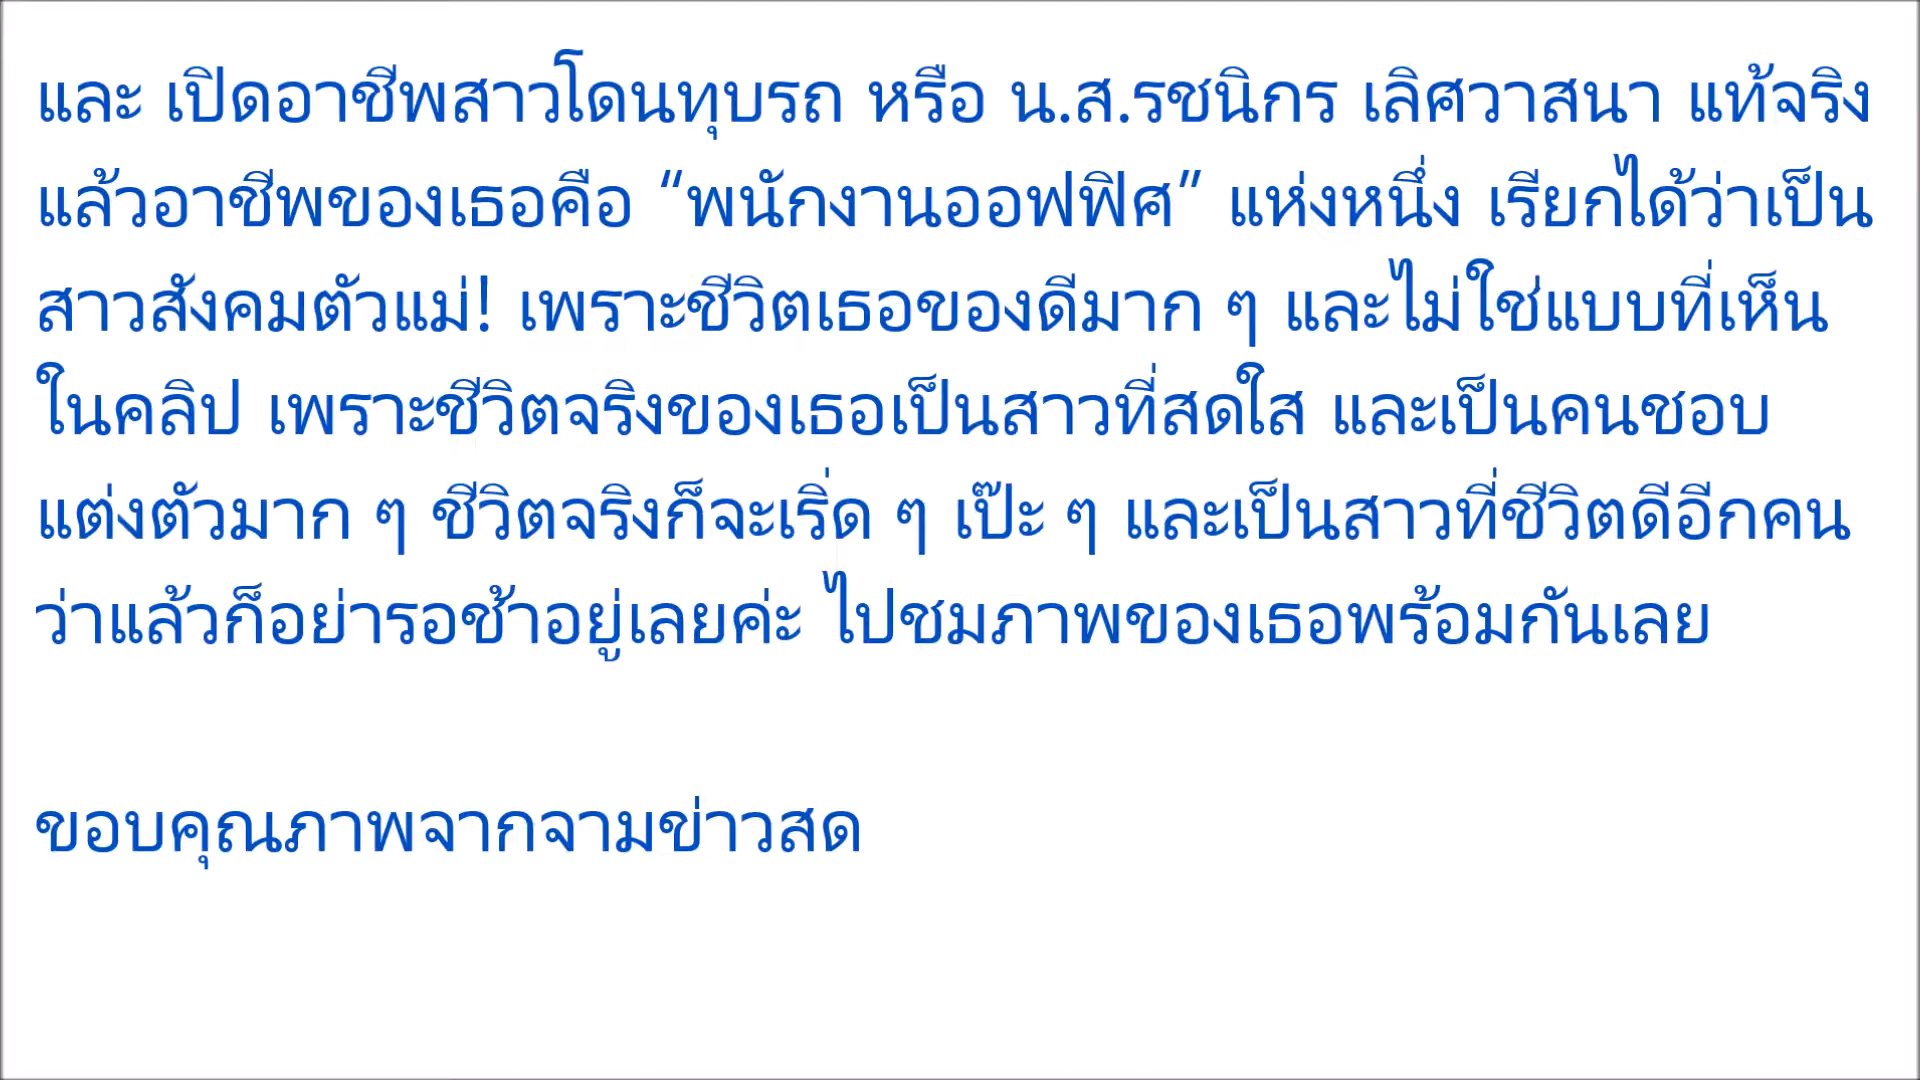 และ เปิดอาชีพสาวโดนทุบรถ หรือ น.ส.รชนิกร เลิศวาสนา แท้จริง
แล้วอาชีพของเธอคือ “พนักงานออฟฟิศ” แห่งหนึ่ง เรียกได้ว่าเป็น
สาวสังคมตัวแม่! เพราะชีวิตเธอของดีมาก ๆ และไม่ใช่แบบที่เห็น
ในคลิป เพราะชีวิตจริงของเธอเป็นสาวที่สดใส และเป็นคนชอบ
แต่งตัวมาก ๆ ชีวิตจริงก็จะเริ่ด ๆ เป๊ะ ๆ และเป็นสาวที่ชีวิตดีอีกคน
ว่าแล้วก็อย่ารอช้าอยู่เลยค่ะ ไปชมภาพของเธอพร้อมกันเลย
ขอบคุณภาพจากจามข่าวสด